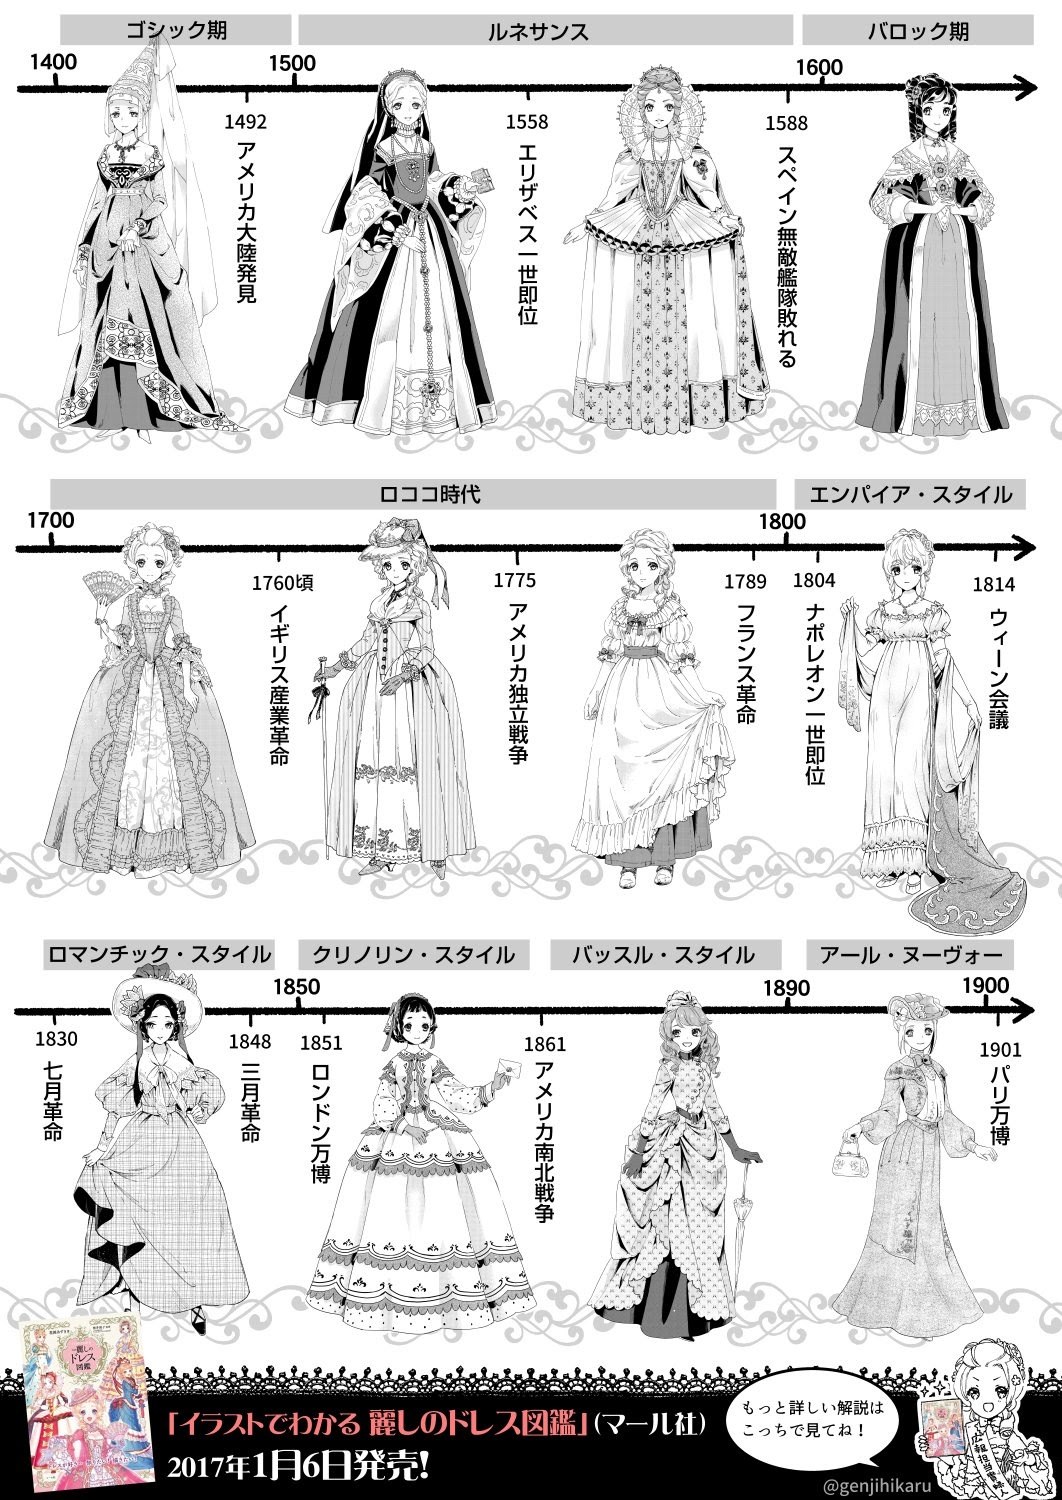 ゴシック期
ルネサンス
バロック期
1400
1500
1600
1492
アメリカ大陸発見
1558
エリザベス一世即位
1588
スペイン無敵艦隊敗れる
ロココ時代
エンパイア・スタイル
1700
1800
1760頃
イギリス産業革命
1775
アメリカ独立戦争
1789
フランス革命
1804
ナポレオン一世即位
1814
ウィーン会議
ロマンチック・スタイル
クリノリン・スタイル
バッスル・スタイル
アール・ヌーヴォー
1850
1890
1900
1830
七月革命
1848
三月革命
1851
ロンドン万博
1861
アメリカ南北戦争
1901
パリ万博
麗しの
ドレス
図鑑
「イラストでわかる 麗しのドレス図鑑」(マール社)
2017年1月6日発売!
もっと詳しい解説は
こっちで見てね!
@genjihikaru